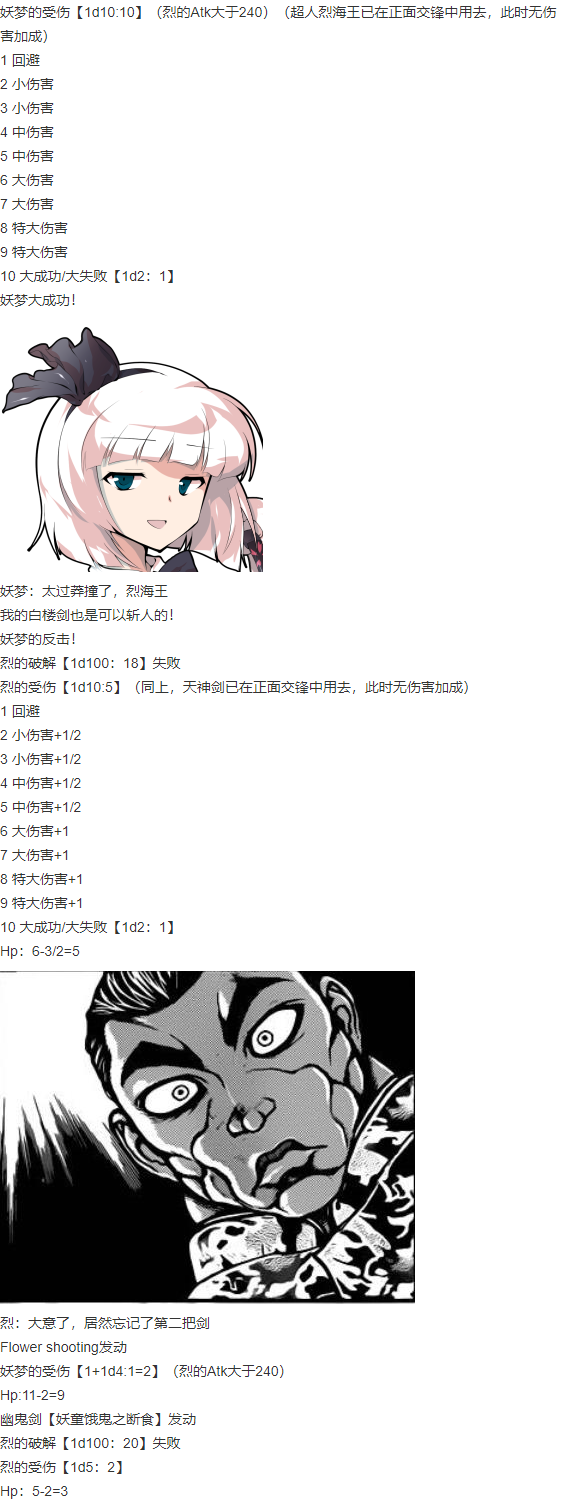 妖梦的受伤【1d10:10】（烈的Atk大于240）（超人烈海王已在正面交锋中用去，此时无伤
害加成）
1 回避
2 小伤害
3 小伤害
4 中伤害
5 中伤害
6 大伤害
7 大伤害
8 特大伤害
9 特大伤害
10 大成功/大失败【1d2：1】
妖梦大成功！
妖梦：太过莽撞了，烈海王
我的白楼剑也是可以斩人的！
妖梦的反击！
烈的破解【1d100：18】失败
烈的受伤【1d10:5】（同上，天神剑已在正面交锋中用去，此时无伤害加成）
1 回避
2 小伤害+1/2
3 小伤害+1/2
4 中伤害+1/2
5 中伤害+1/2
6 大伤害+1
7 大伤害+1
8 特大伤害+1
9 特大伤害+1
10 大成功/大失败【1d2：1】
Hp：6-3/2=5
烈：大意了，居然忘记了第二把剑
Flower shooting发动
妖梦的受伤【1+1d4:1=2】（烈的Atk大于240）
Hp:11-2=9
幽鬼剑【妖童饿鬼之断食】发动
烈的破解【1d100：20】失败
烈的受伤【1d5：2】
Hp：5-2=3